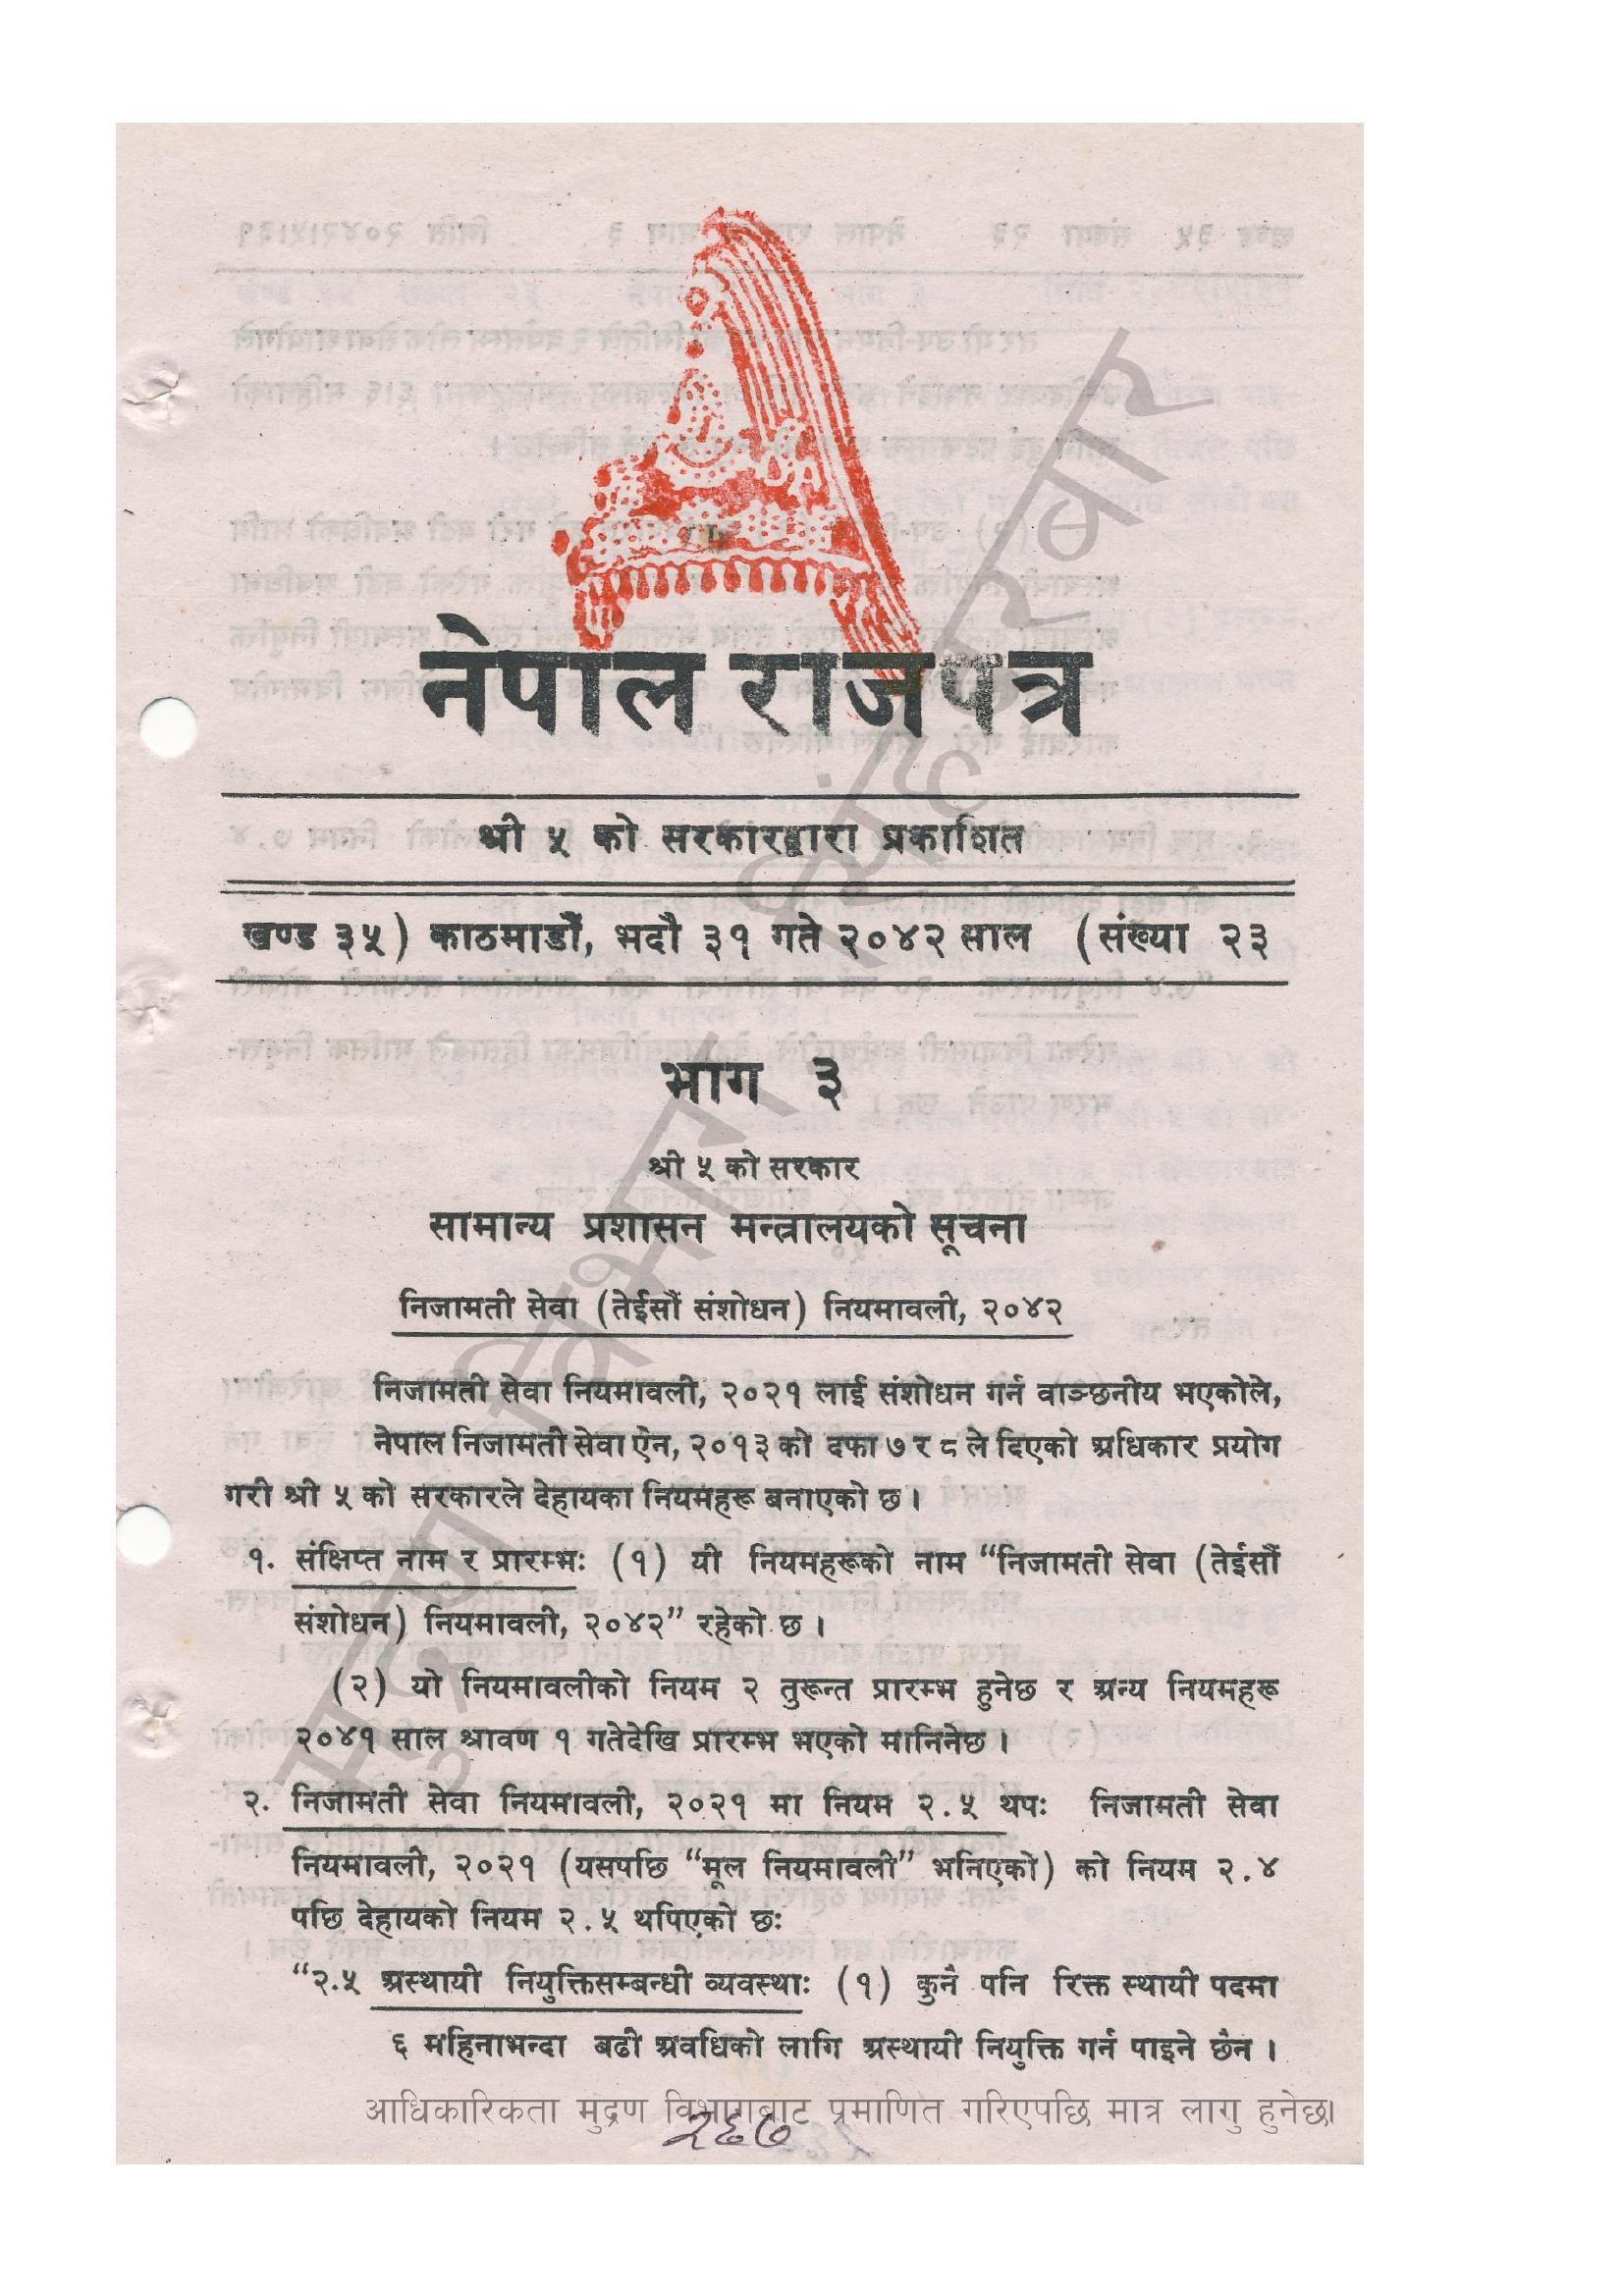 नेपाल राजपत्र
श्री ५ को सरकारद्वारा प्रकाशित
खण्ड ३५) काठमाडौं, भदौ ३१ गते २०४२ साल (संख्या २३
भाग ३
श्री ५ को सरकार
सामान्य प्रशासन मन्त्रालयको सूचना
निजामती सेवा (तेईसौं संशोधन) नियमावली, २०४२
निजामती सेवा नियमावली, २०२१ लाई संशोधन गर्न वाञ्छनीय भएकोले,
नेपाल निजामती सेवा ऐन, २०१३ को दफा ७ र ८ ले दिएको अधिकार प्रयोग
गरी श्री ५ को सरकारले देहायका नियमहरू बनाएको छ ।
१. संक्षिप्त नाम र प्रारम्भः (१) यी नियमहरूको नाम “निजामती सेवा (तेईसौं
संशोधन) नियमावली, २०४२” रहेको छ ।
(२) यो नियमावलीको नियम २ तुरून्त प्रारम्भ हुनेछ र अन्य नियमहरू
२०४१ साल श्रावण १ गतेदेखि प्रारम्भ भएको मानिनेछ ।
२. निजामती सेवा नियमावली, २०२१ मा नियम २.५ थपः निजामती सेवा
नियमावली, २०२१ (यसपछि “मूल नियमावली” भनिएको) को नियम २.४
पछि देहायको नियम २.५ थपिएको छः
“२.५ अस्थायी नियुक्तिसम्बन्धी व्यवस्थाः (१) कुनै पनि रिक्त स्थायी पदमा
६ महिनाभन्दा बढी अवधिको लागि अस्थायी नियुक्ति गर्न पाइने छैन ।
आधिकारिकता मुद्रण विभागबाट प्रमाणित गरिएपछि मात्र लागु हुनेछ।
२६७
मुद्रण विभाग, सिंहदरवार